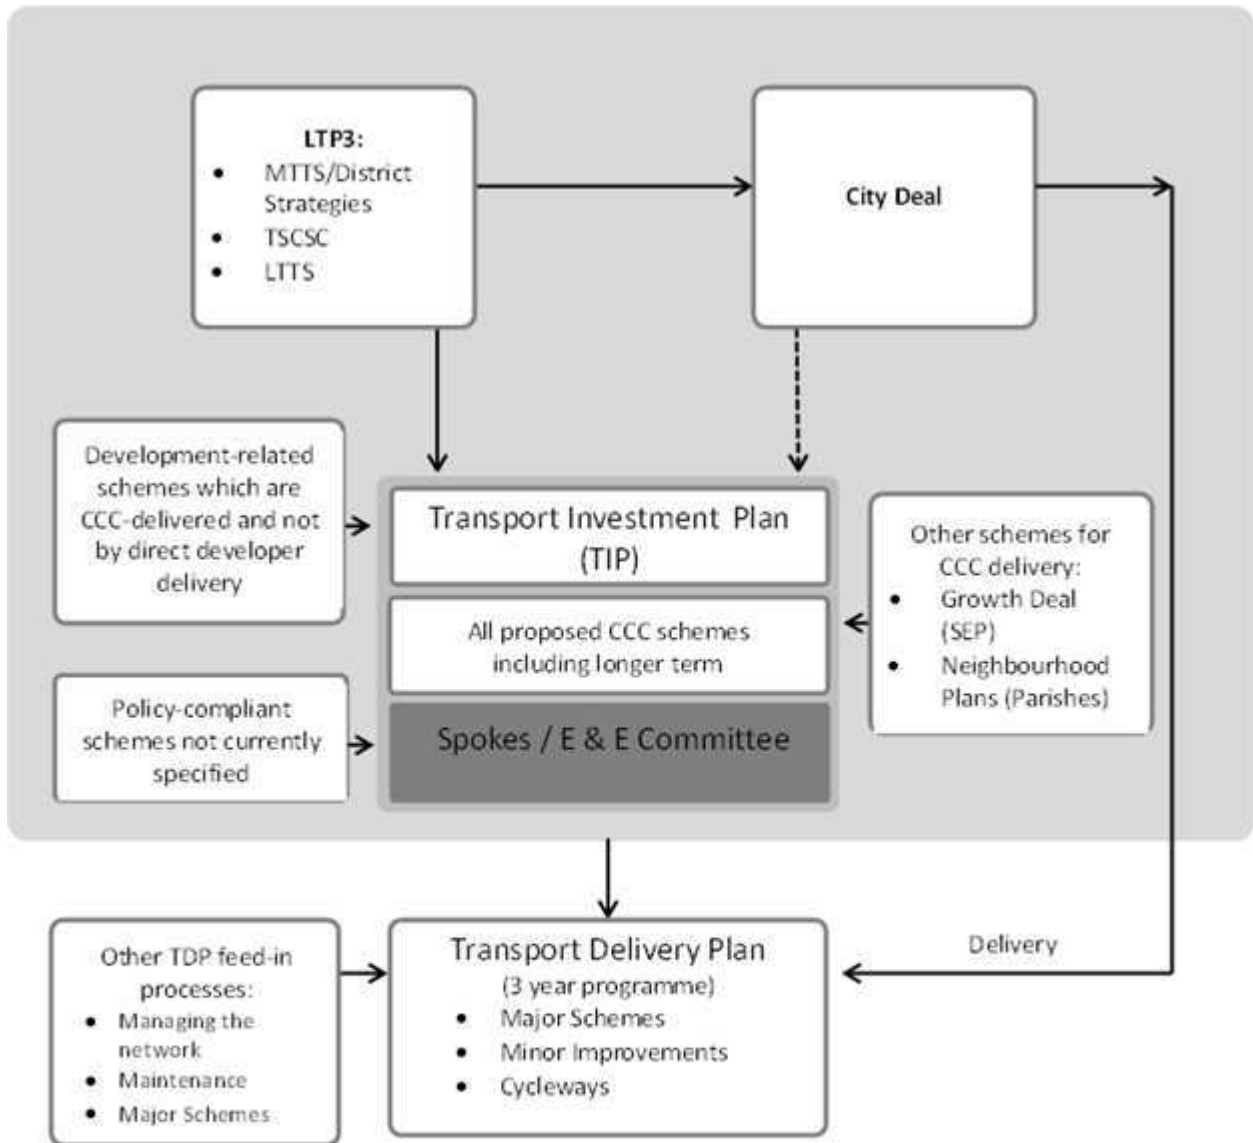 LTP3:
• MTTS/District
Strategies
• TSCSC
• LTTS
City Deal
Development-related
schemes which are
CCC-delivered and not
by direct developer
delivery
Transport Investment Plan
(TIP)
Other schemes for
CCC delivery:
• Growth Deal
(SEP)
• Neighbourhood
Plans (Parishes)
All proposed CCC schemes
including longer term
Policy-compliant
schemes not currently
specified
Spokes / E & E Committee
Other TDP feed-in
processes:
• Managing the
network
• Maintenance
• Major Schemes
Transport Delivery Plan
(3 year programme)
• Major Schemes
• Minor Improvements
• Cycleways
Delivery